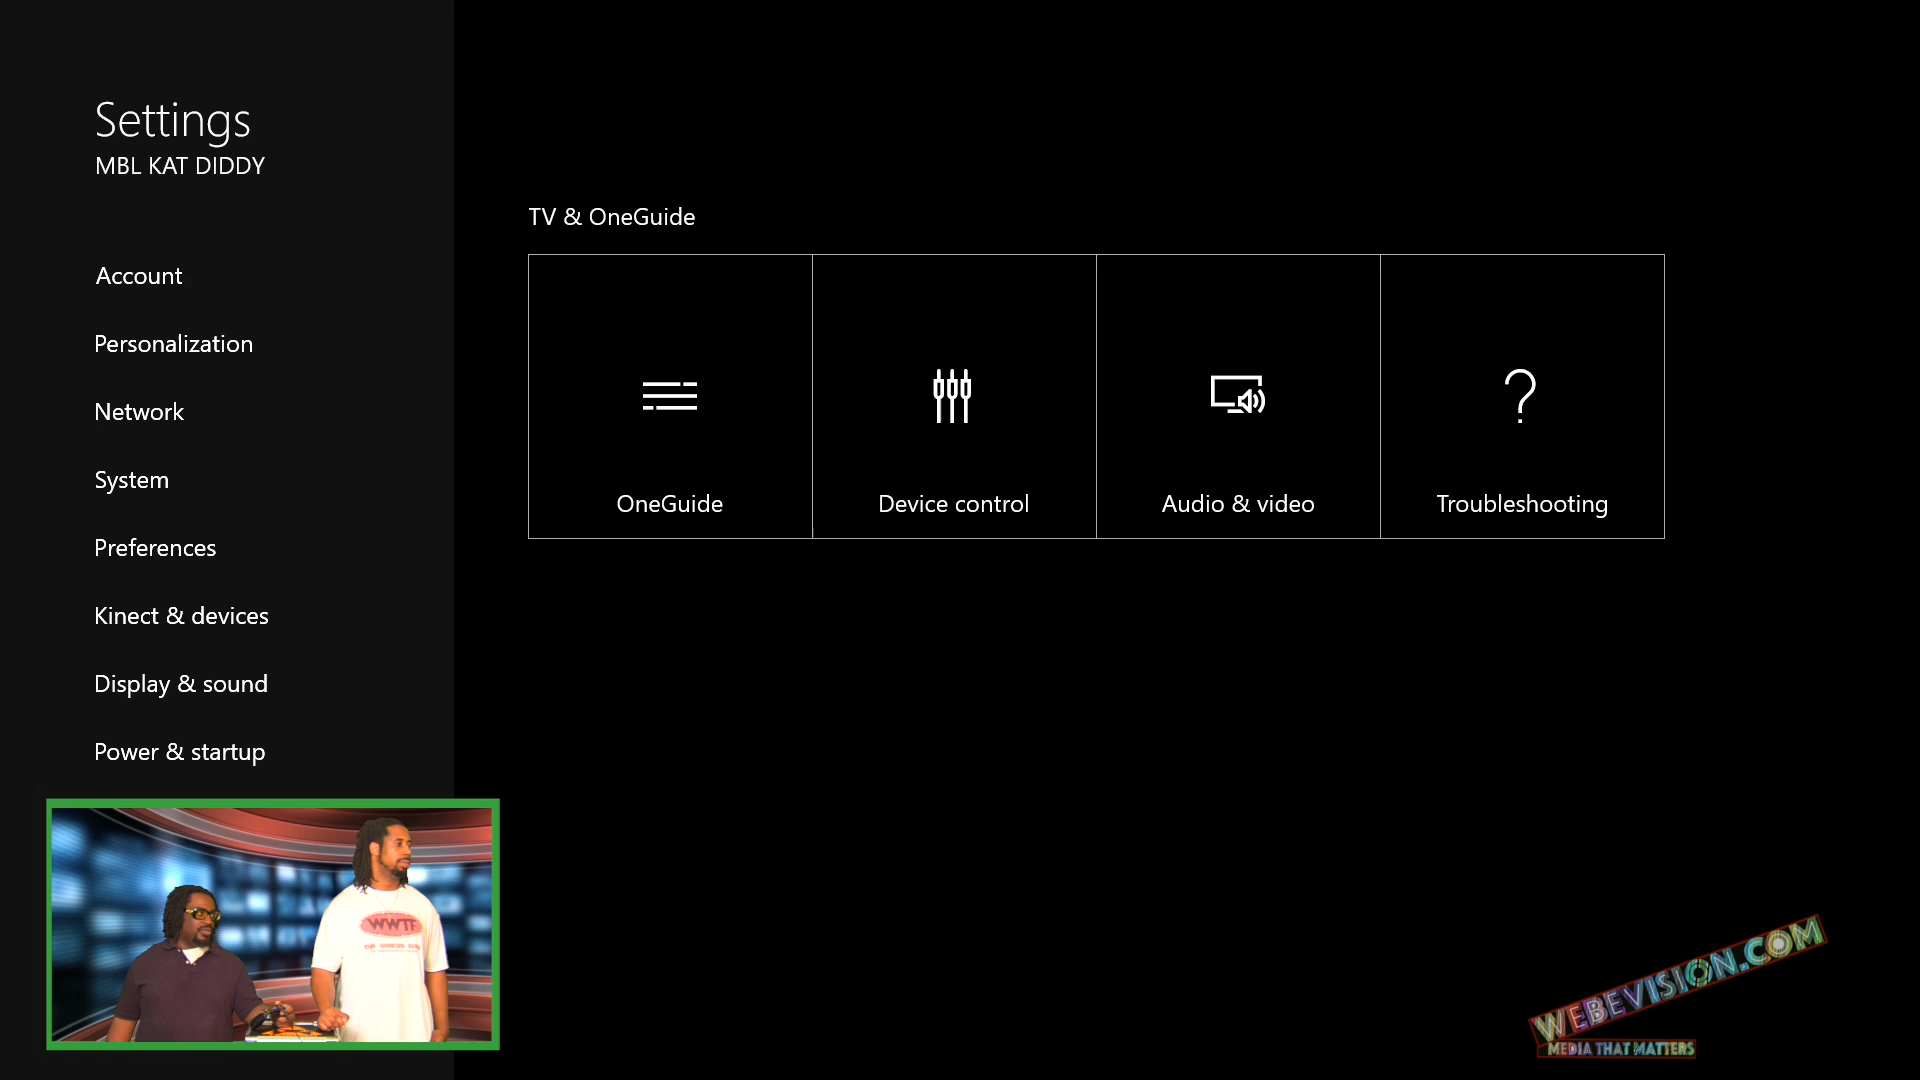 Settings
MBL KAT DIDDY
Account
Personalization
Network
System
Preferences
Kinect & devices
Display & sound
Power & startup
TV & OneGuide
OneGuide
Device control
Audio & video
Troubleshooting
WWTF
WEBEVISION.COM
MEDIA THAT MATTERS